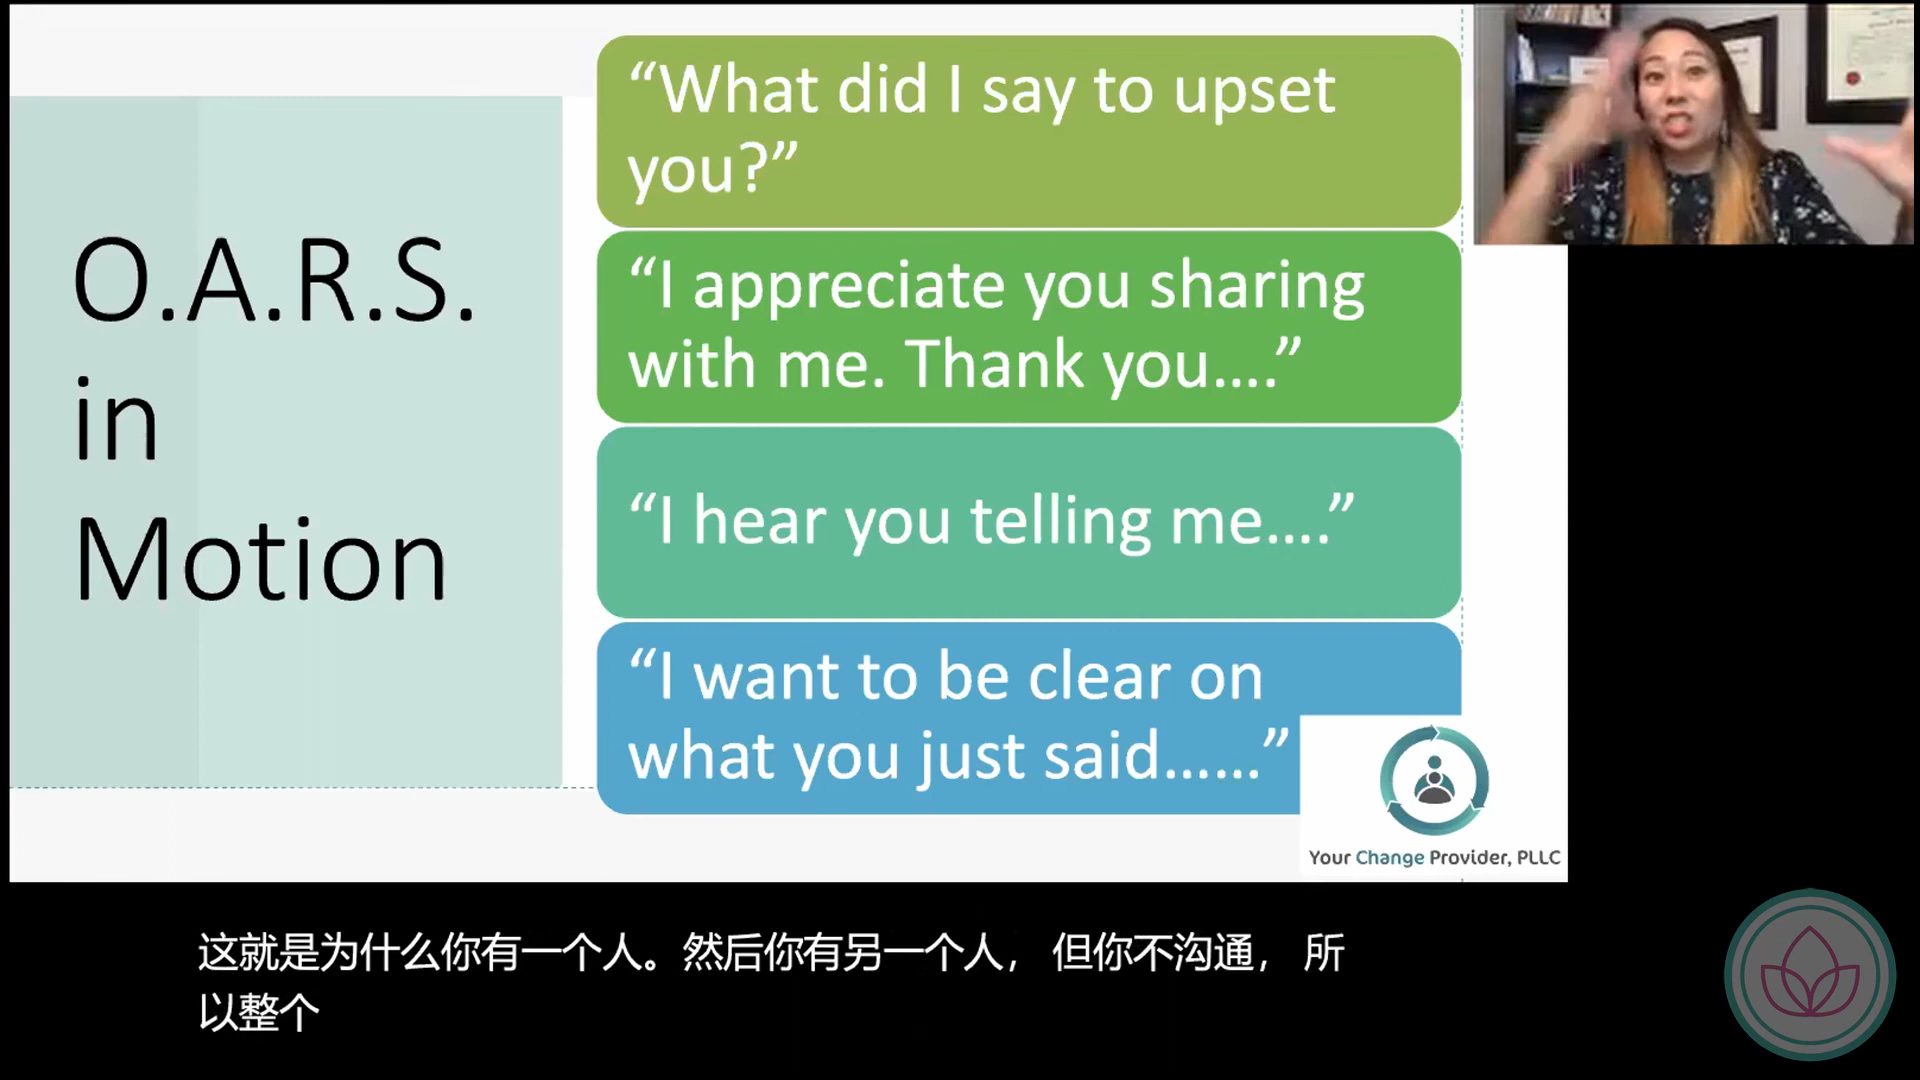 O.A.R.S.
in
Motion
“What did I say to upset
you?”
“I appreciate you sharing
with me. Thank you....”
“I hear you telling me....”
“I want to be clear on
what you just said......”
Your Change Provider, PLLC
这就是为什么你有一个人。然后你有另一个人， 但你不沟通， 所
以整个